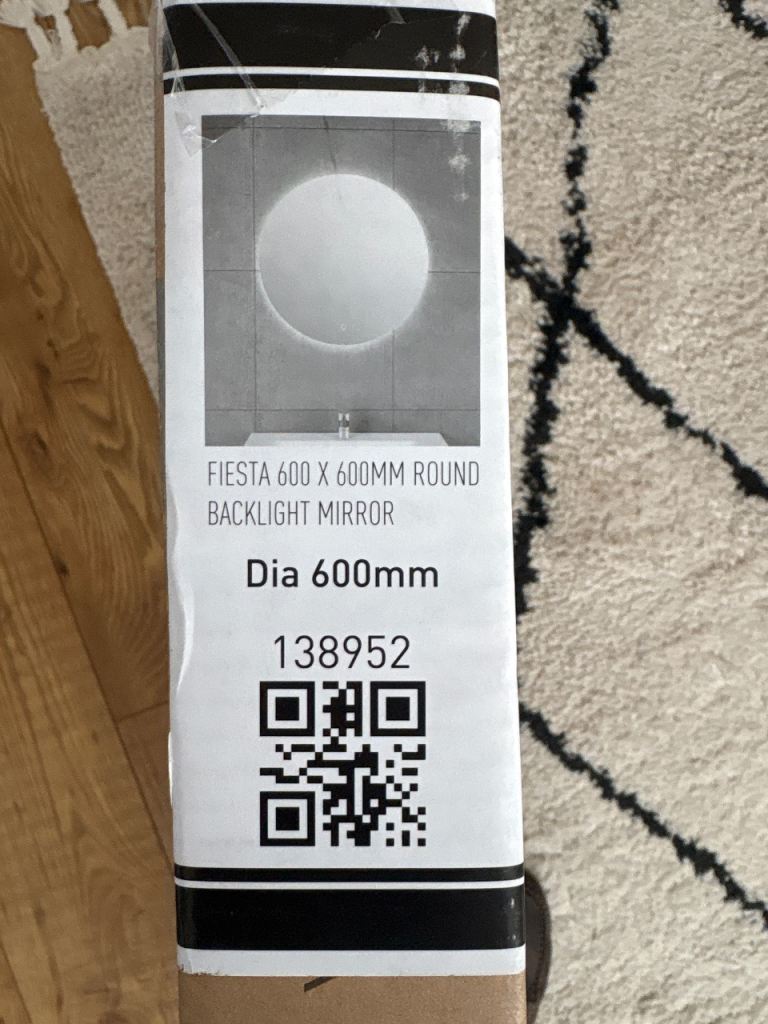 FIESTA 600 X 600MM ROUND
BACKLIGHT MIRROR
Dia 600mm
138952